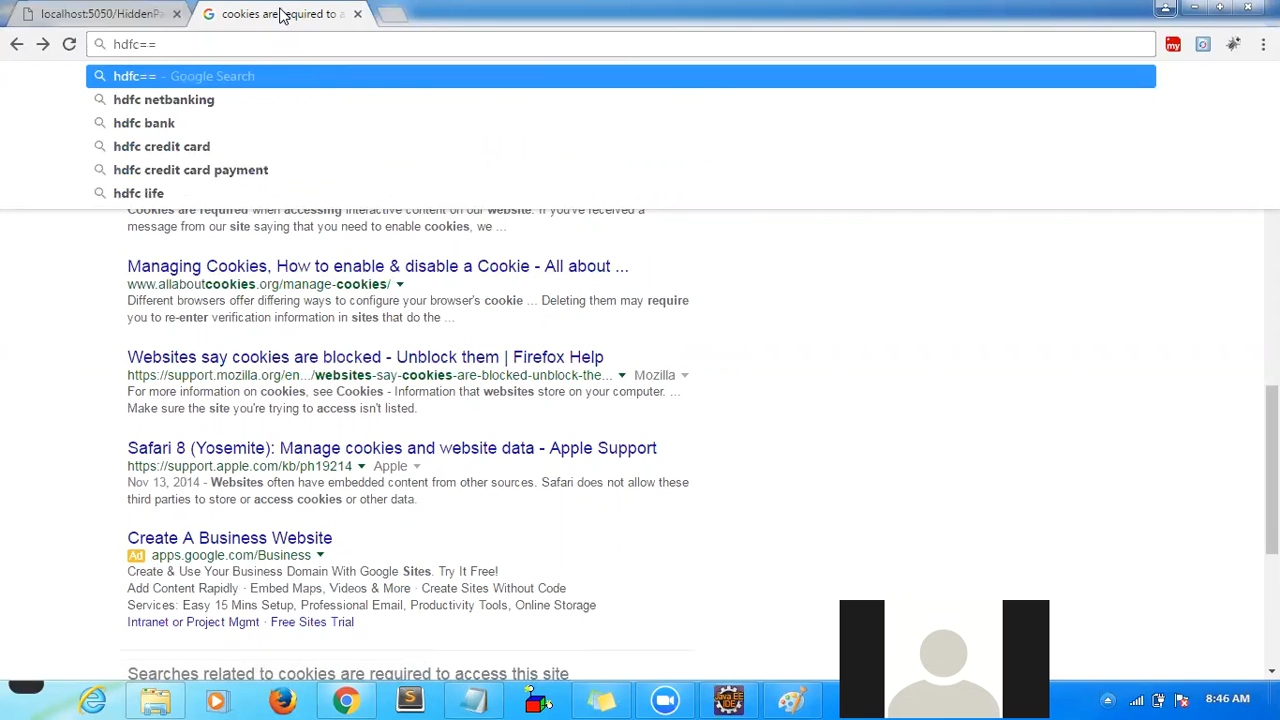 localhost:5050/HiddenPa
cookies are required to a
hdfc==
hdfc== - Google Search
hdfc netbanking
hdfc bank
hdfc credit card
hdfc credit card payment
hdfc life
Cookies are required when accessing interactive content on our website. If you've received a
message from our site saying that you need to enable cookies, we ...
Managing Cookies, How to enable & disable a Cookie - All about ...
www.allaboutcookies.org/manage-cookies/
Different browsers offer differing ways to configure your browser's cookie ... Deleting them may require
you to re-enter verification information in sites that do the ...
Websites say cookies are blocked - Unblock them | Firefox Help
https://support.mozilla.org/en.../websites-say-cookies-are-blocked-unblock-the... Mozilla
For more information on cookies, see Cookies - Information that websites store on your computer. ...
Make sure the site you're trying to access isn't listed.
Safari 8 (Yosemite): Manage cookies and website data - Apple Support
https://support.apple.com/kb/ph19214 Apple
Nov 13, 2014 - Websites often have embedded content from other sources. Safari does not allow these
third parties to store or access cookies or other data.
Create A Business Website
Ad apps.google.com/Business
Create & Use Your Business Domain With Google Sites. Try It Free!
Add Content Rapidly · Embed Maps, Videos & More · Create Sites Without Code
Services: Easy 15 Mins Setup, Professional Email, Productivity Tools, Online Storage
Intranet or Project Mgmt · Free Sites Trial
Searches related to cookies are required to access this site
my
Java EE
IDE
8:46 AM